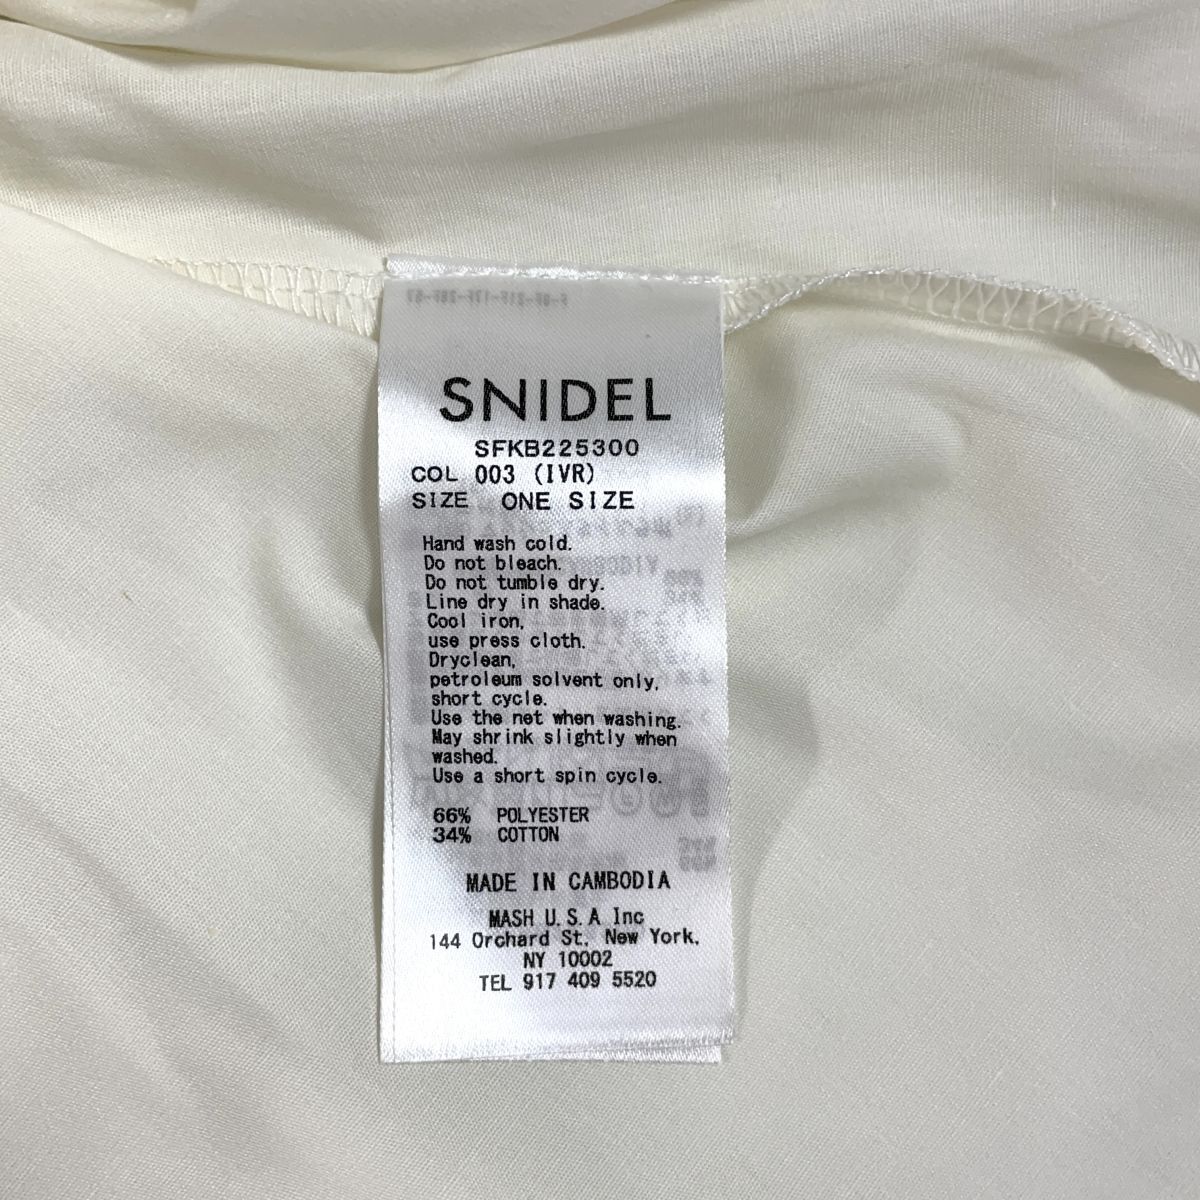 SNIDEL
SFKB225300
COL 003 (IVR)
SIZE ONE SIZE
Hand wash cold.
Do not bleach.
Do not tumble dry.
Line dry in shade.
Cool iron,
use press cloth.
Dryclean,
petroleum solvent only,
short cycle.
Use the net when washing.
May shrink slightly when
washed.
Use a short spin cycle.
66% POLYESTER
34% COTTON
MADE IN CAMBODIA
MASH U.S.A Inc
144 Orchard St, New York,
NY 10002
TEL 917 409 5520